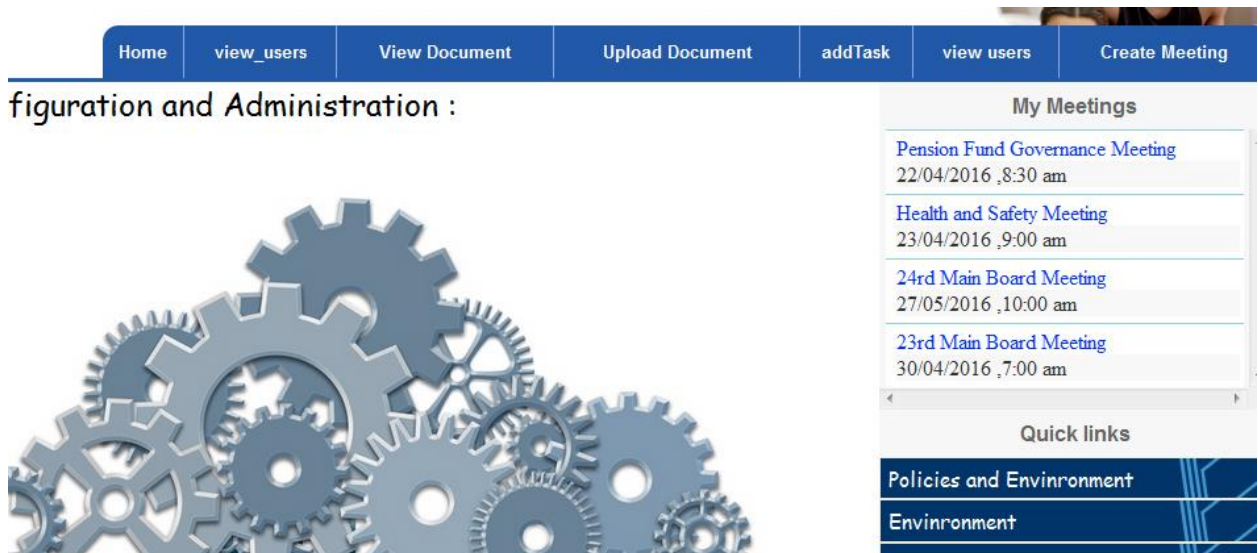 Home view_users View Document Upload Document addTask view users Create Meeting
figuration and Administration :
My Meetings
Pension Fund Governance Meeting
22/04/2016 ,8:30 am
Health and Safety Meeting
23/04/2016 ,9:00 am
24rd Main Board Meeting
27/05/2016 ,10:00 am
23rd Main Board Meeting
30/04/2016 ,7:00 am
Quick links
Policies and Envinronment
Envinronment